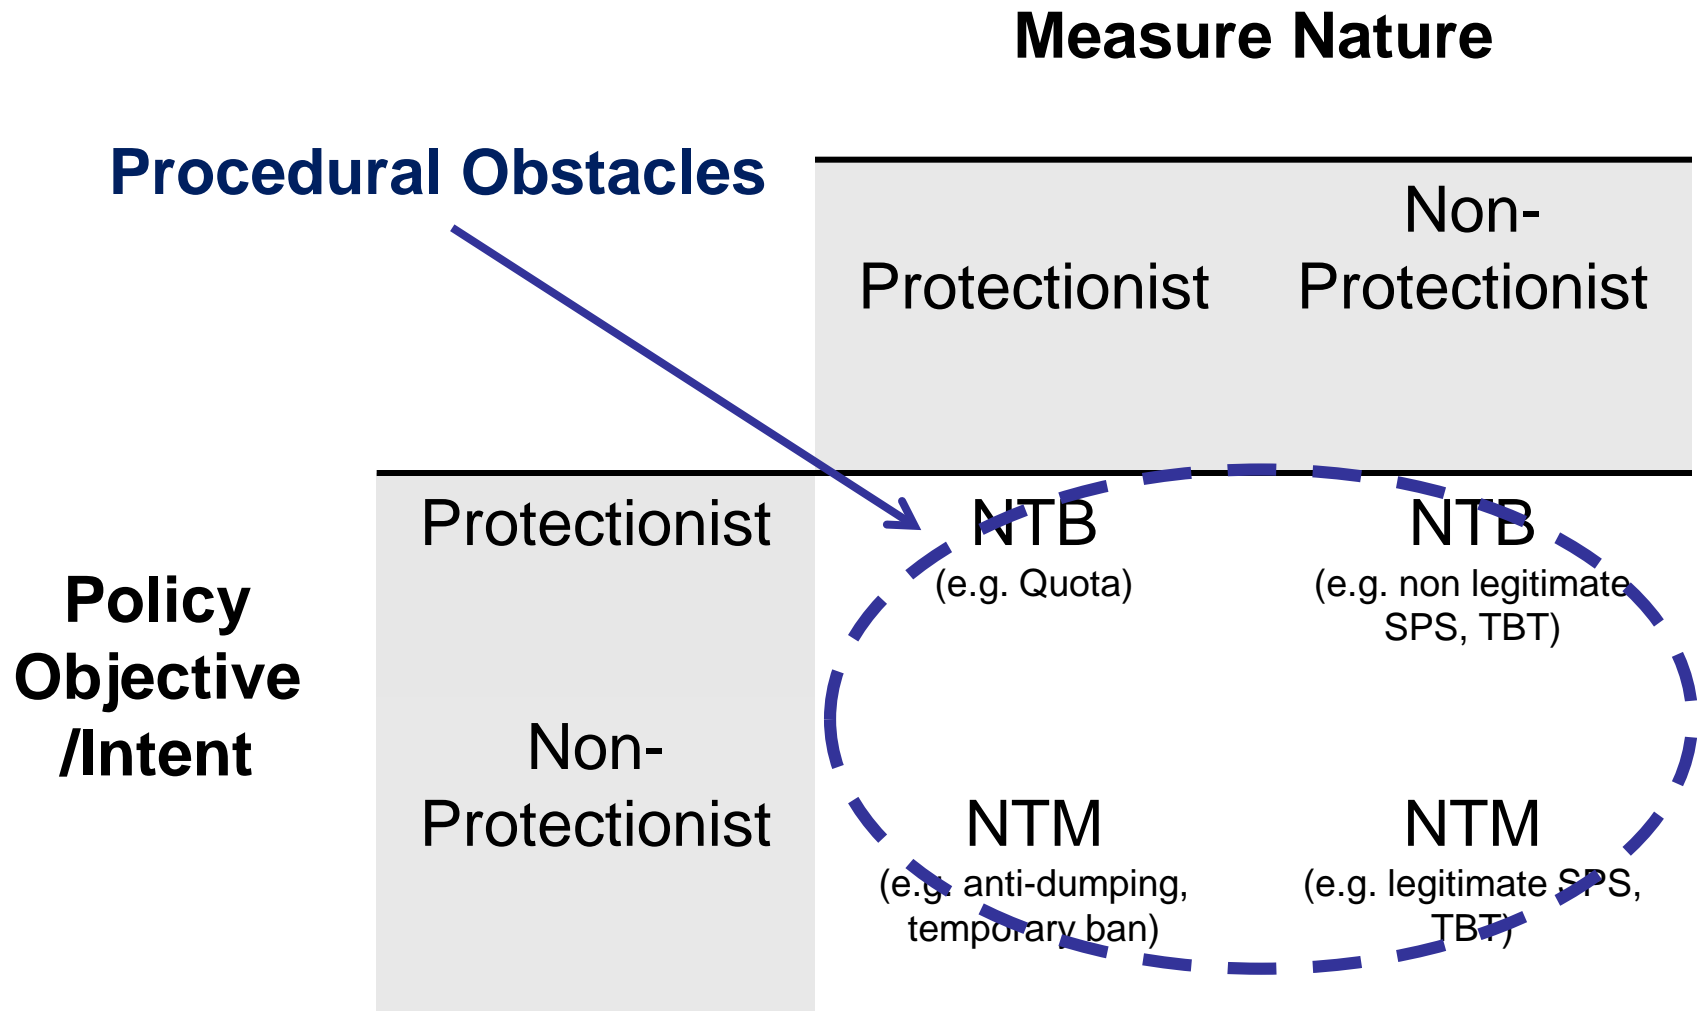 Measure Nature
Procedural Obstacles
Non-
Protectionist Protectionist
Protectionist NTB NTB
(e.g. Quota) (e.g. non legitimate
SPS, TBT)
Policy
Objective
/Intent
Non-
Protectionist NTM NTM
(e.g. anti-dumping, (e.g. legitimate SPS,
temporary ban) TBT)